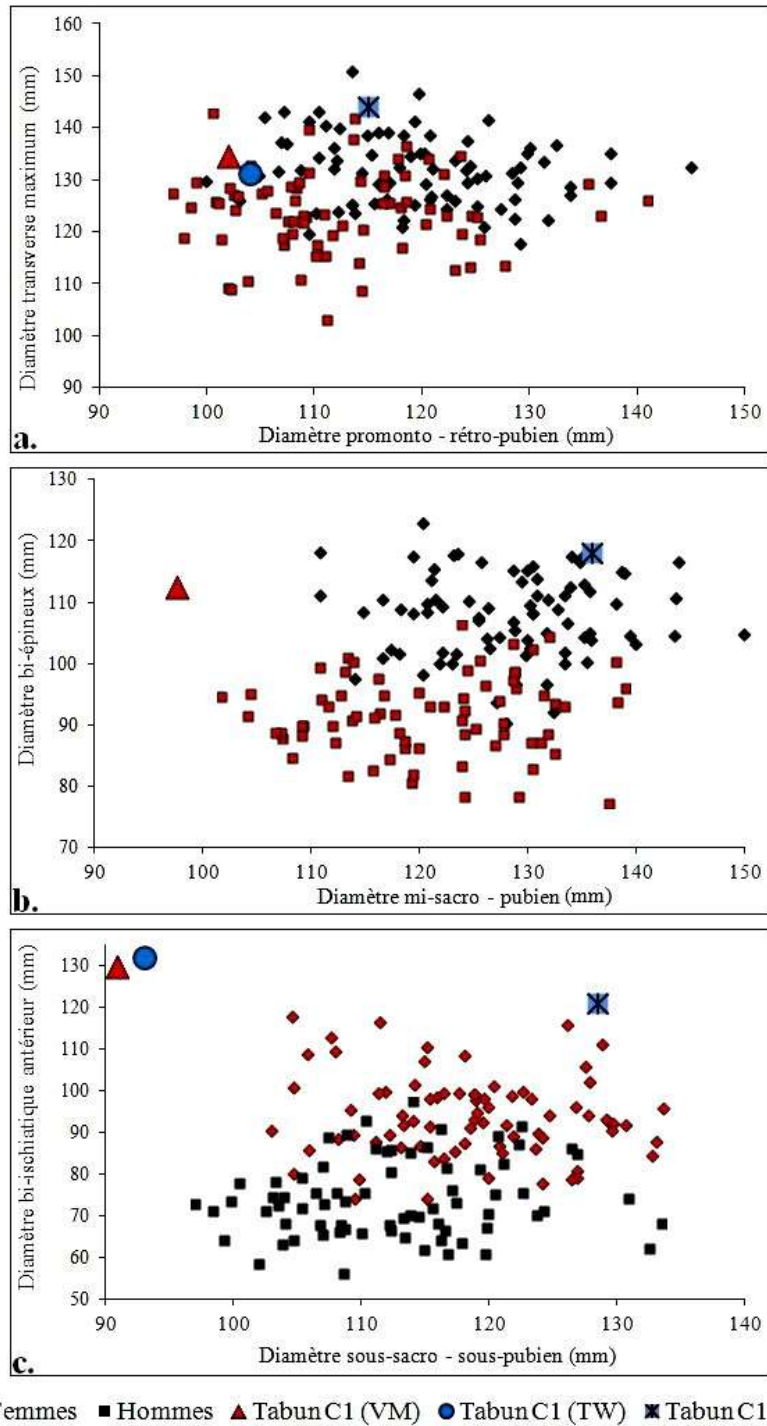 160
150
140
130
120
110
100
90
90 100 110 120 130 140 150
Diamètre transverse maximum (mm)
Diamètre promonto - rétro-pubien (mm)
a.
130
120
110
100
90
80
70
90 100 110 120 130 140 150
Diamètre bi-épineux (mm)
Diamètre mi-sacro - pubien (mm)
b.
130
120
110
100
90
80
70
60
50
90 100 110 120 130 140
Diamètre bi-ischiatique antérieur (mm)
Diamètre sous-sacro - sous-pubien (mm)
c.
emmes Hommes Tabun C1 (VM) Tabun C1 (TW) Tabun C1